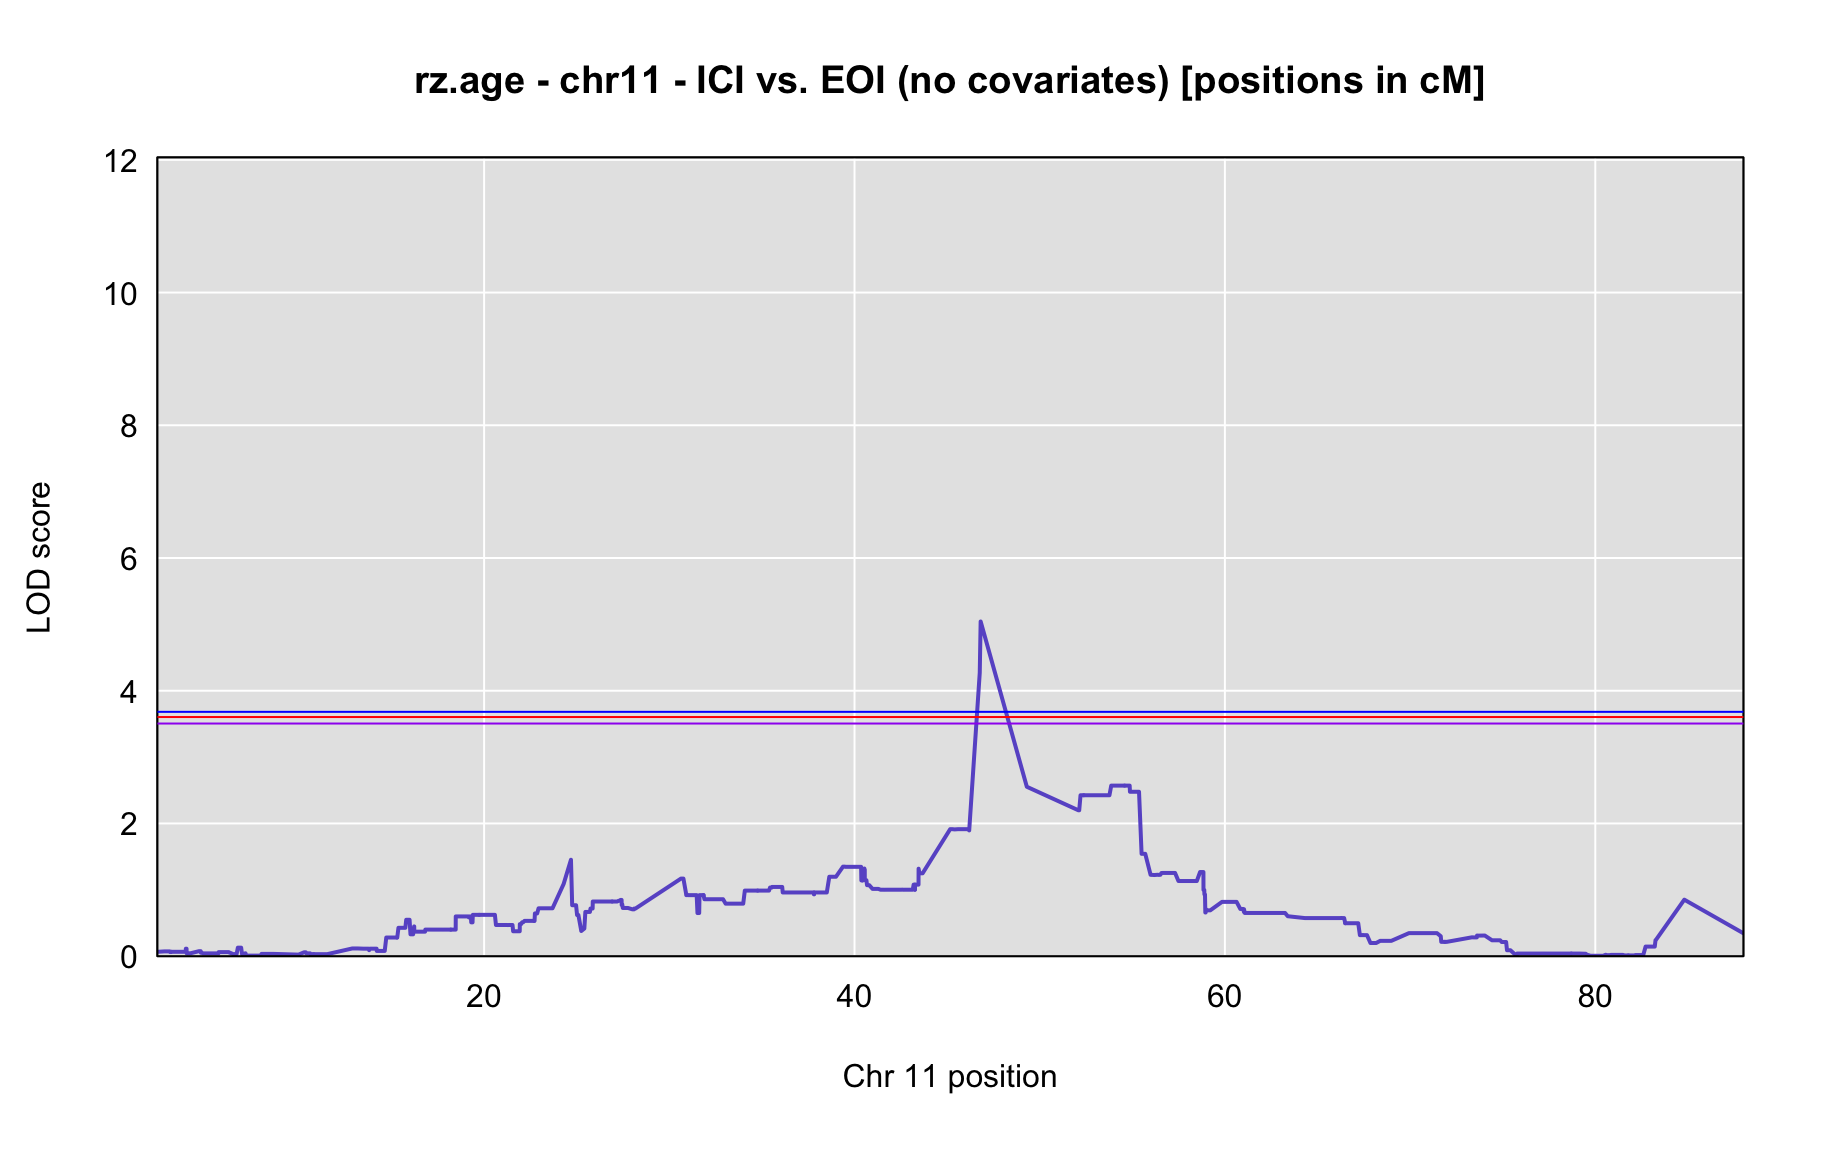 rz.age - chr11 - ICI vs. EOI (no covariates) [positions in cM]
12
10
8
6
4
2
0
LOD score
20 40 60 80
Chr 11 position